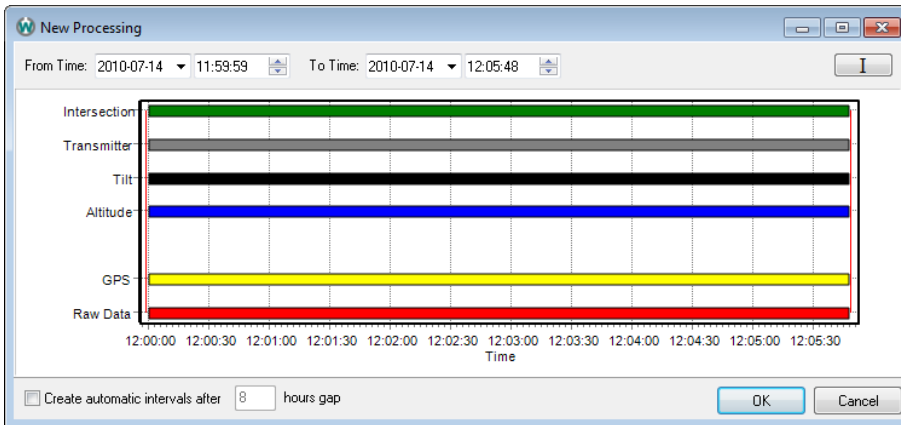 New Processing
From Time: 2010-07-14 11:59:59 To Time: 2010-07-14 12:05:48 I
Intersection
Transmitter
Tilt
Altitude
GPS
Raw Data
12:00:00 12:00:30 12:01:00 12:01:30 12:02:00 12:02:30 12:03:00 12:03:30 12:04:00 12:04:30 12:05:00 12:05:30
Time
Create automatic intervals after 8 hours gap OK Cancel